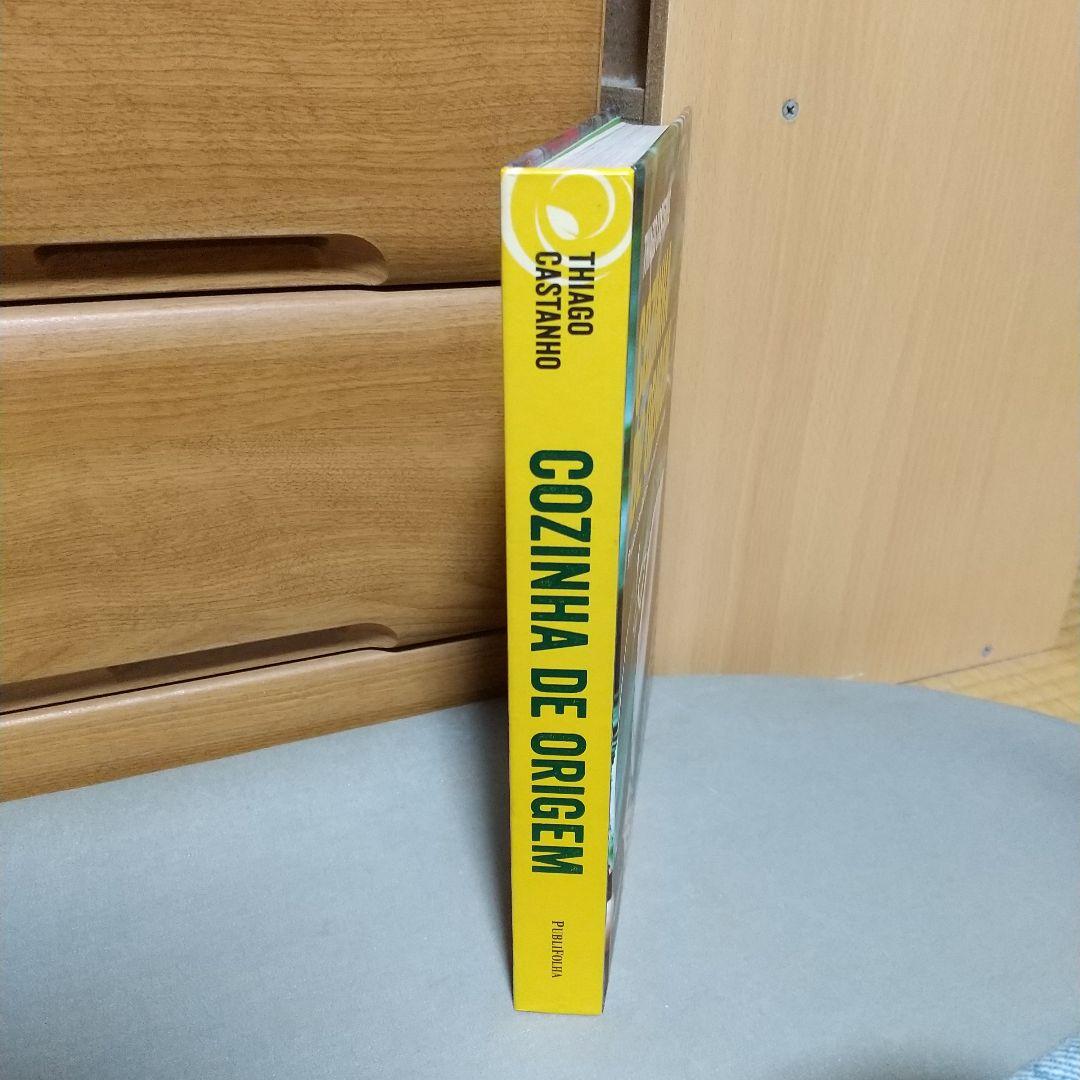 THIAGO
CASTANHO
COZINHA DE ORIGEM
PUBLIFOLHA